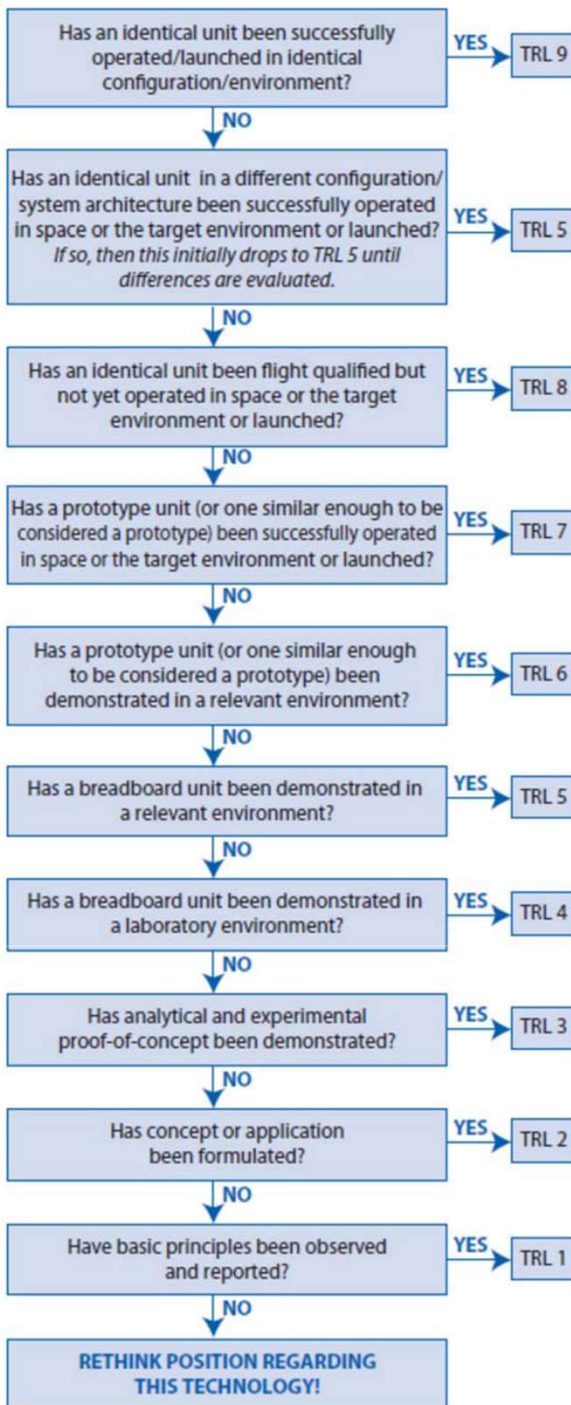 Has an identical unit been successfully
operated/launched in identical
configuration/environment?
YES
TRL 9
NO
Has an identical unit in a different configuration/
system architecture been successfully operated
in space or the target environment or launched?
If so, then this initially drops to TRL 5 until
differences are evaluated.
YES
TRL 5
NO
Has an identical unit been flight qualified but
not yet operated in space or the target
environment or launched?
YES
TRL 8
NO
Has a prototype unit (or one similar enough to be
considered a prototype) been successfully operated
in space or the target environment or launched?
YES
TRL 7
NO
Has a prototype unit (or one similar enough
to be considered a prototype) been
demonstrated in a relevant environment?
YES
TRL 6
NO
Has a breadboard unit been demonstrated in
a relevant environment?
YES
TRL 5
NO
Has a breadboard unit been demonstrated in
a laboratory environment?
YES
TRL 4
NO
Has analytical and experimental
proof-of-concept been demonstrated?
YES
TRL 3
NO
Has concept or application
been formulated?
YES
TRL 2
NO
Have basic principles been observed
and reported?
YES
TRL 1
NO
RETHINK POSITION REGARDING
THIS TECHNOLOGY!